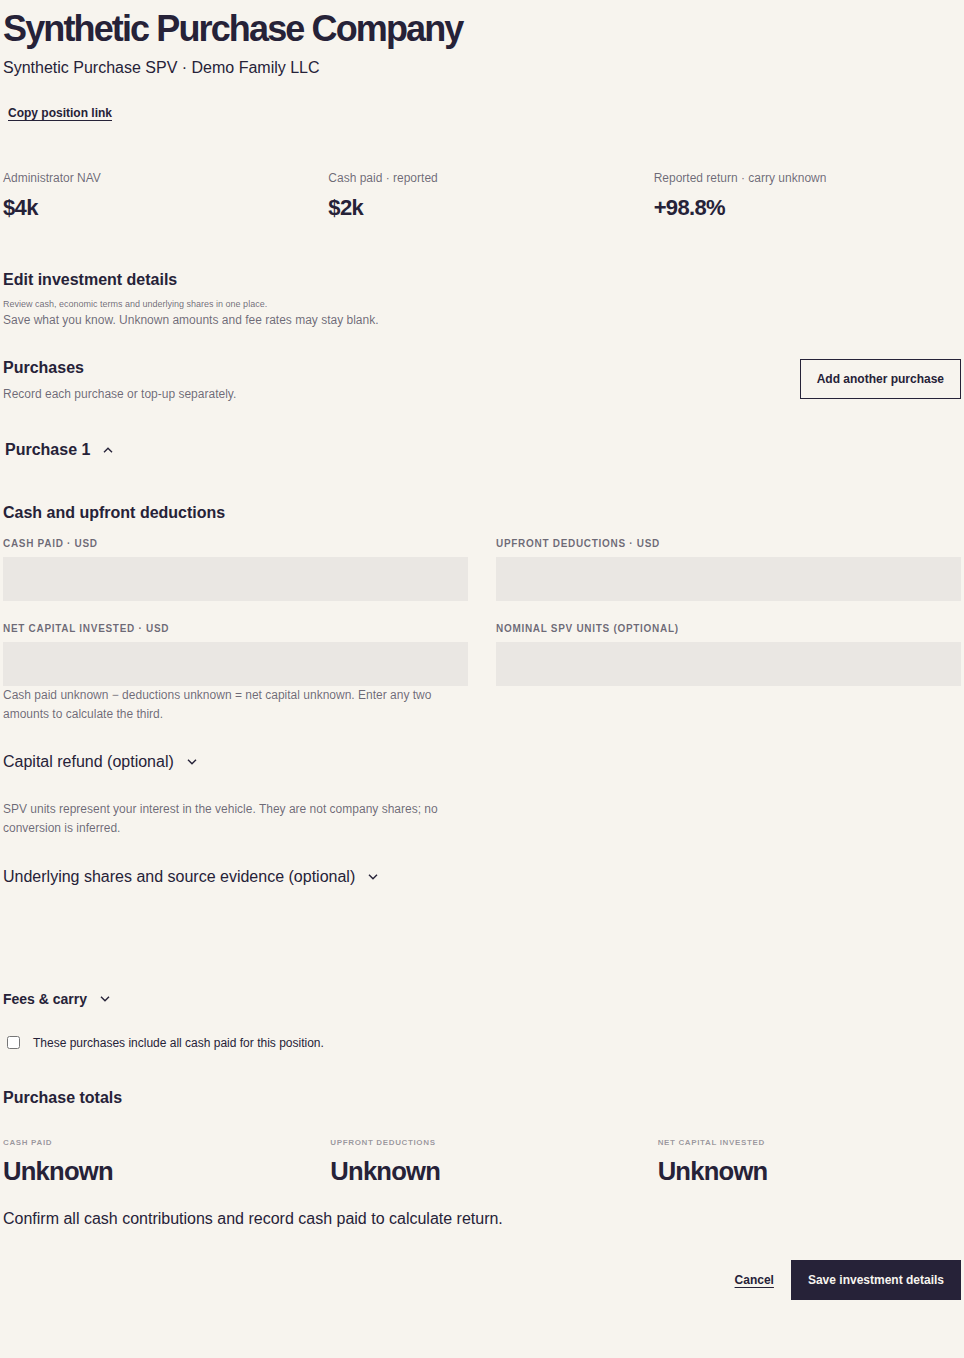 Synthetic Purchase Company
Synthetic Purchase SPV · Demo Family LLC
Copy position link
Administrator NAV
$4k
Cash paid · reported
$2k
Reported return · carry unknown
+98.8%
Edit investment details
Review cash, economic terms and underlying shares in one place.
Save what you know. Unknown amounts and fee rates may stay blank.
Purchases
Record each purchase or top-up separately.
Add another purchase
Purchase 1
Cash and upfront deductions
CASH PAID · USD
UPFRONT DEDUCTIONS · USD
NET CAPITAL INVESTED · USD
NOMINAL SPV UNITS (OPTIONAL)
Cash paid unknown − deductions unknown = net capital unknown. Enter any two
amounts to calculate the third.
Capital refund (optional)
SPV units represent your interest in the vehicle. They are not company shares; no
conversion is inferred.
Underlying shares and source evidence (optional)
Fees & carry
These purchases include all cash paid for this position.
Purchase totals
CASH PAID
Unknown
UPFRONT DEDUCTIONS
Unknown
NET CAPITAL INVESTED
Unknown
Confirm all cash contributions and record cash paid to calculate return.
Cancel
Save investment details